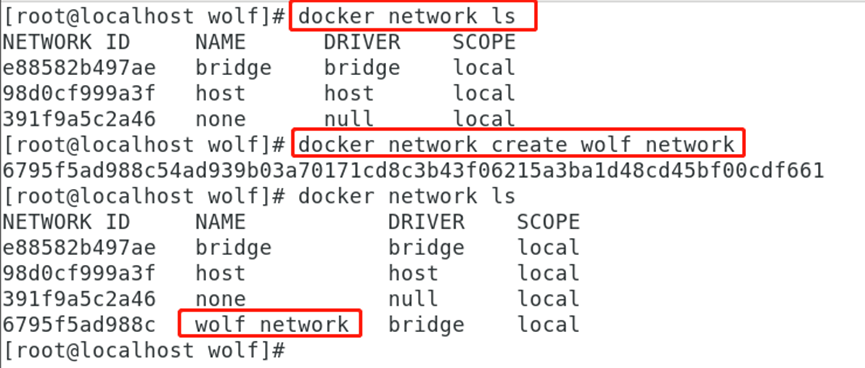 [root@localhost wolf]# docker network ls
NETWORK ID     NAME      DRIVER    SCOPE
e88582b497ae   bridge    bridge    local
98d0cf999a3f   host      host      local
391f9a5c2a46   none      null      local
[root@localhost wolf]# docker network create wolf_network
6795f5ad988c54ad939b03a70171cd8c3b43f06215a3ba1d48cd45bf00cdf661
[root@localhost wolf]# docker network ls
NETWORK ID     NAME           DRIVER    SCOPE
e88582b497ae   bridge         bridge    local
98d0cf999a3f   host           host      local
391f9a5c2a46   none           null      local
6795f5ad988c   wolf_network   bridge    local
[root@localhost wolf]#